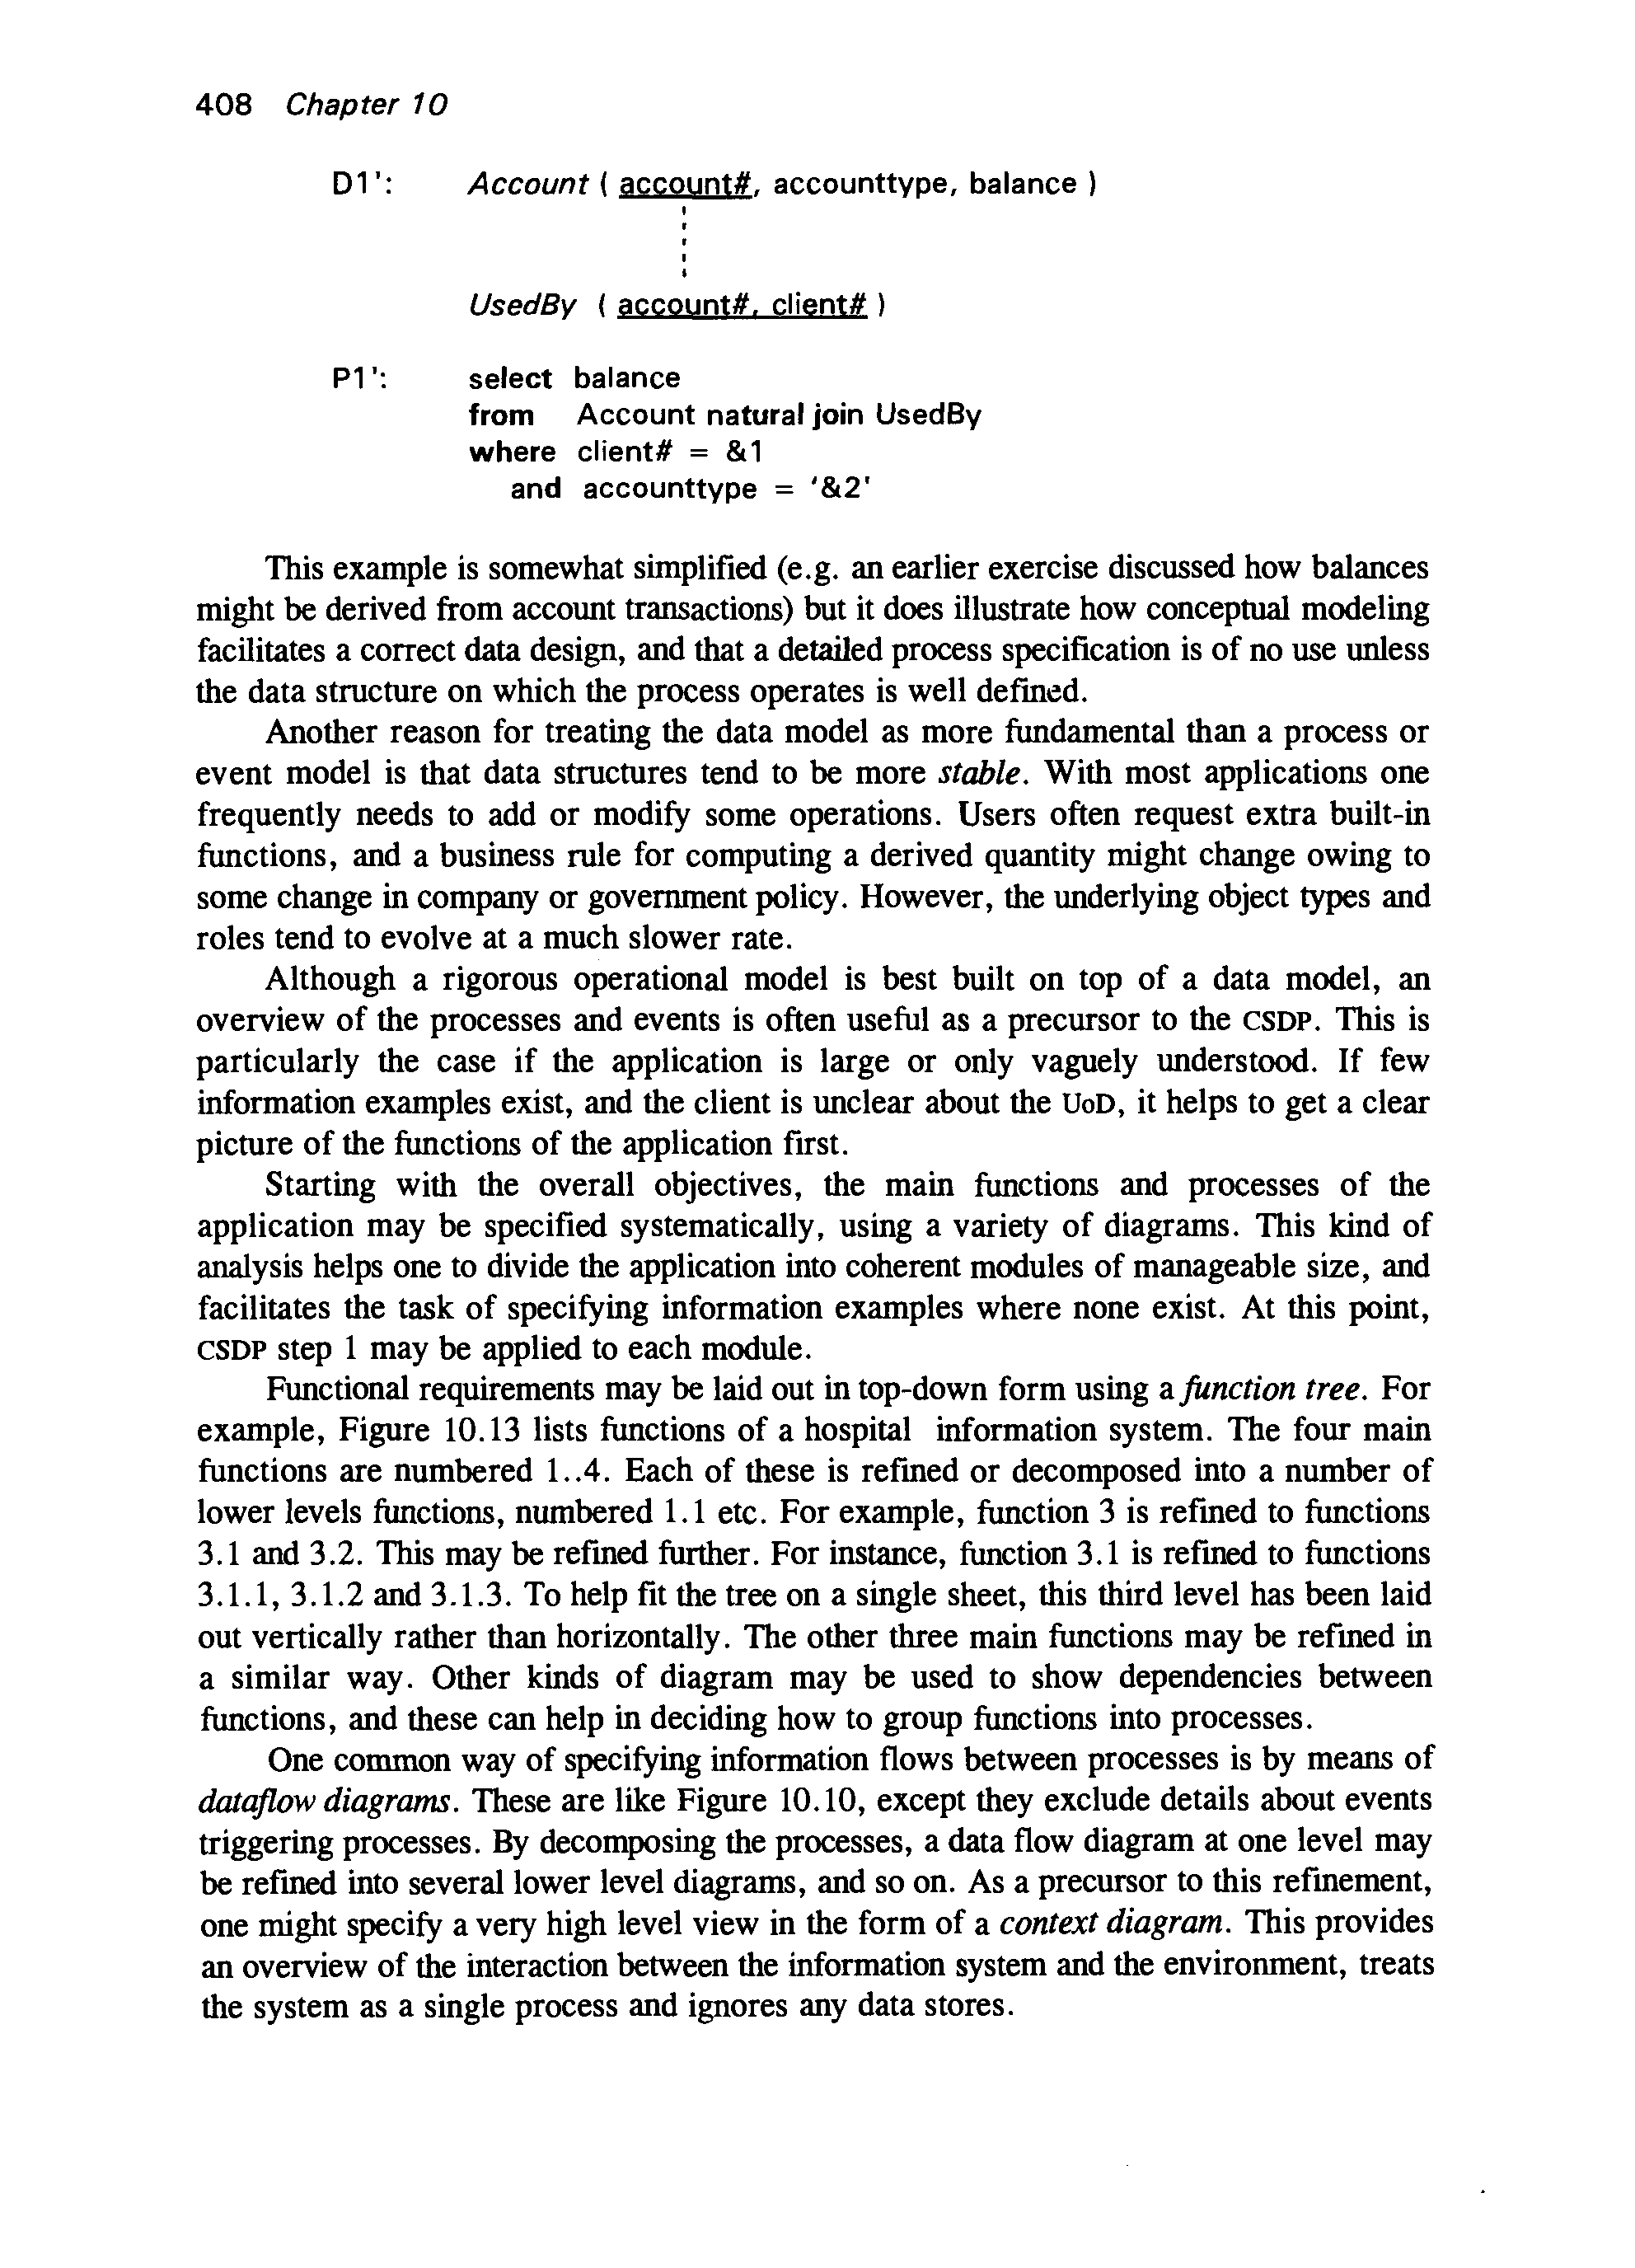 408 Chapter 10
D1': Account ( account#, accounttype, balance )
UsedBy ( account#, client# )
P1': select balance
from Account natural join UsedBy
where client# = &1
and accounttype = '&2'
This example is somewhat simplified (e.g. an earlier exercise discussed how balances
might be derived from account transactions) but it does illustrate how conceptual modeling
facilitates a correct data design, and that a detailed process specification is of no use unless
the data structure on which the process operates is well defined.
Another reason for treating the data model as more fundamental than a process or
event model is that data structures tend to be more stable. With most applications one
frequently needs to add or modify some operations. Users often request extra built-in
functions, and a business rule for computing a derived quantity might change owing to
some change in company or government policy. However, the underlying object types and
roles tend to evolve at a much slower rate.
Although a rigorous operational model is best built on top of a data model, an
overview of the processes and events is often useful as a precursor to the CSDP. This is
particularly the case if the application is large or only vaguely understood. If few
information examples exist, and the client is unclear about the UoD, it helps to get a clear
picture of the functions of the application first.
Starting with the overall objectives, the main functions and processes of the
application may be specified systematically, using a variety of diagrams. This kind of
analysis helps one to divide the application into coherent modules of manageable size, and
facilitates the task of specifying information examples where none exist. At this point,
CSDP step 1 may be applied to each module.
Functional requirements may be laid out in top-down form using a function tree. For
example, Figure 10.13 lists functions of a hospital information system. The four main
functions are numbered 1..4. Each of these is refined or decomposed into a number of
lower levels functions, numbered 1.1 etc. For example, function 3 is refined to functions
3.1 and 3.2. This may be refined further. For instance, function 3.1 is refined to functions
3.1.1, 3.1.2 and 3.1.3. To help fit the tree on a single sheet, this third level has been laid
out vertically rather than horizontally. The other three main functions may be refined in
a similar way. Other kinds of diagram may be used to show dependencies between
functions, and these can help in deciding how to group functions into processes.
One common way of specifying information flows between processes is by means of
dataflow diagrams. These are like Figure 10.10, except they exclude details about events
triggering processes. By decomposing the processes, a data flow diagram at one level may
be refined into several lower level diagrams, and so on. As a precursor to this refinement,
one might specify a very high level view in the form of a context diagram. This provides
an overview of the interaction between the information system and the environment, treats
the system as a single process and ignores any data stores.